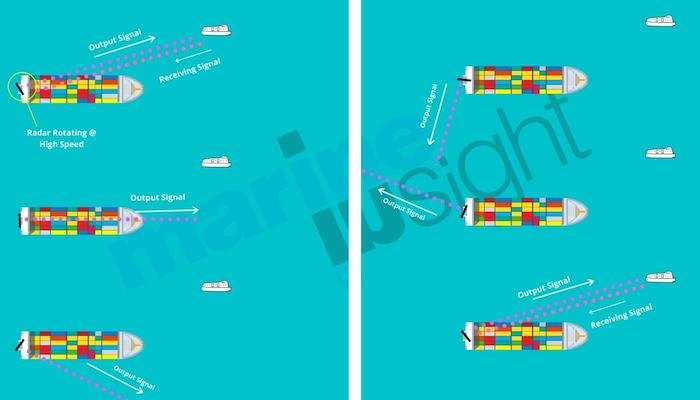 Output Signal
Receiving Signal
Radar Rotating @
High Speed
Output Signal
Output Signal
Output Signal
Output Signal
Output Signal
Receiving Signal
marine
insight